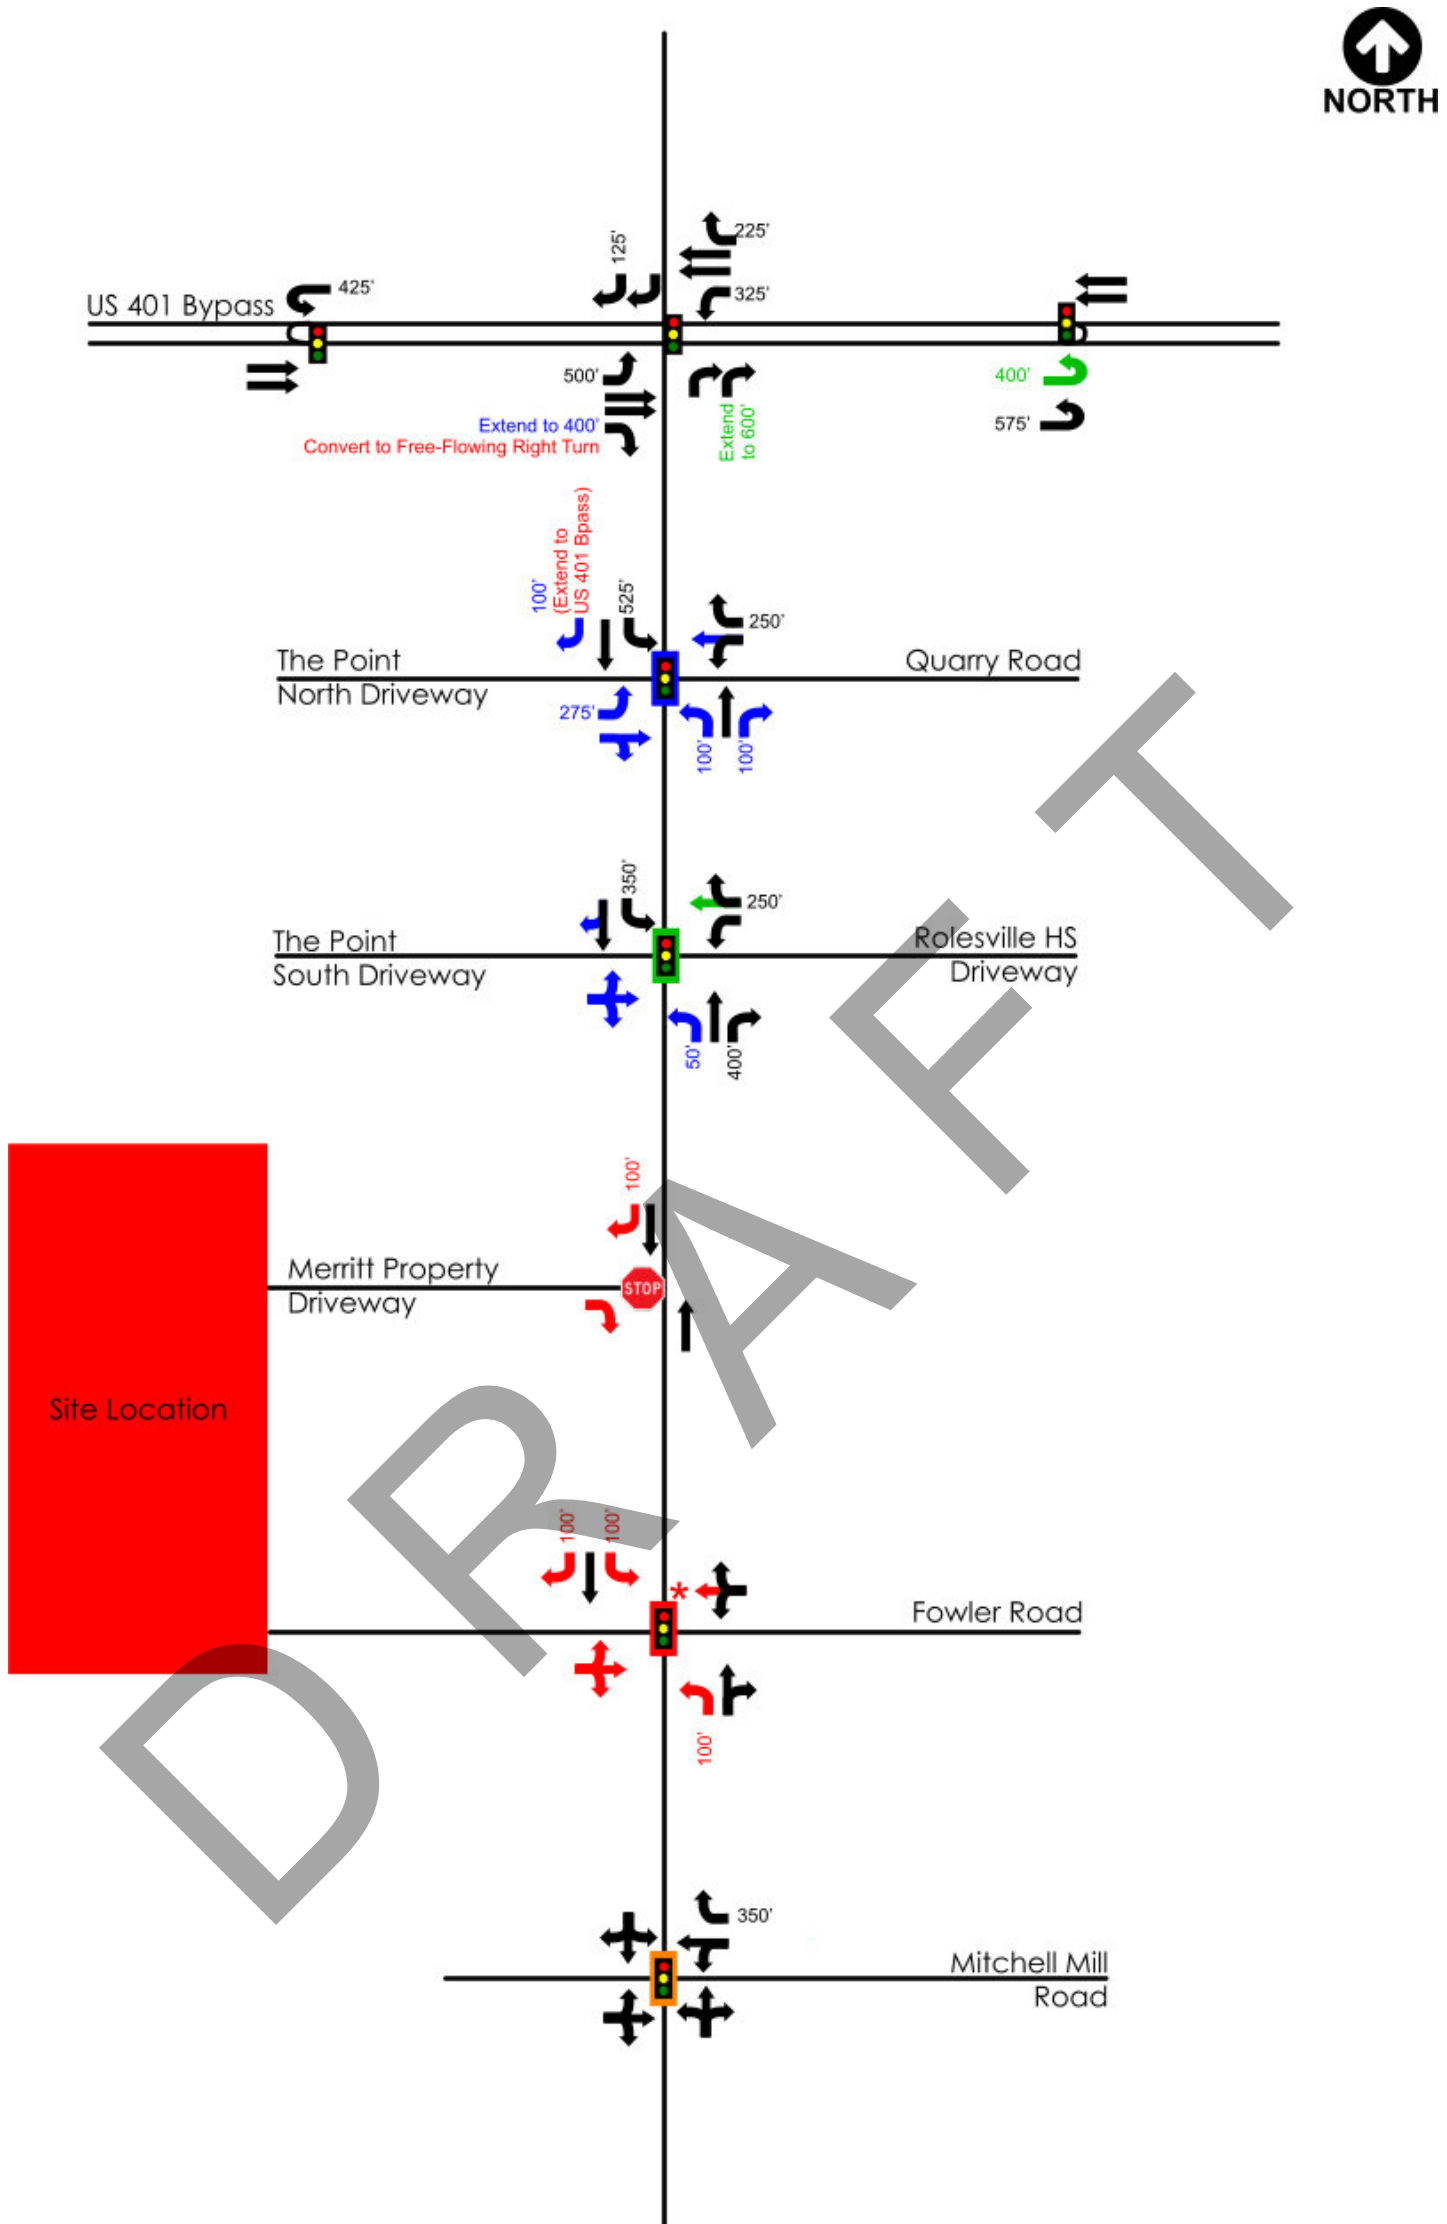 NORTH
125'
225'
425'
US 401 Bypass
325'
500'
400'
Extend to 400'
575'
Convert to Free-Flowing Right Turn
Extend
to 600'
100'
(Extend to
US 401 Bpass)
525'
250'
The Point
North Driveway
Quarry Road
275'
100'
100'
350'
250'
The Point
South Driveway
Rolesville HS
Driveway
50'
400'
100'
Merritt Property
Driveway
STOP
Site Location
100'
100'
*
Fowler Road
100'
350'
Mitchell Mill
Road
DRAFT